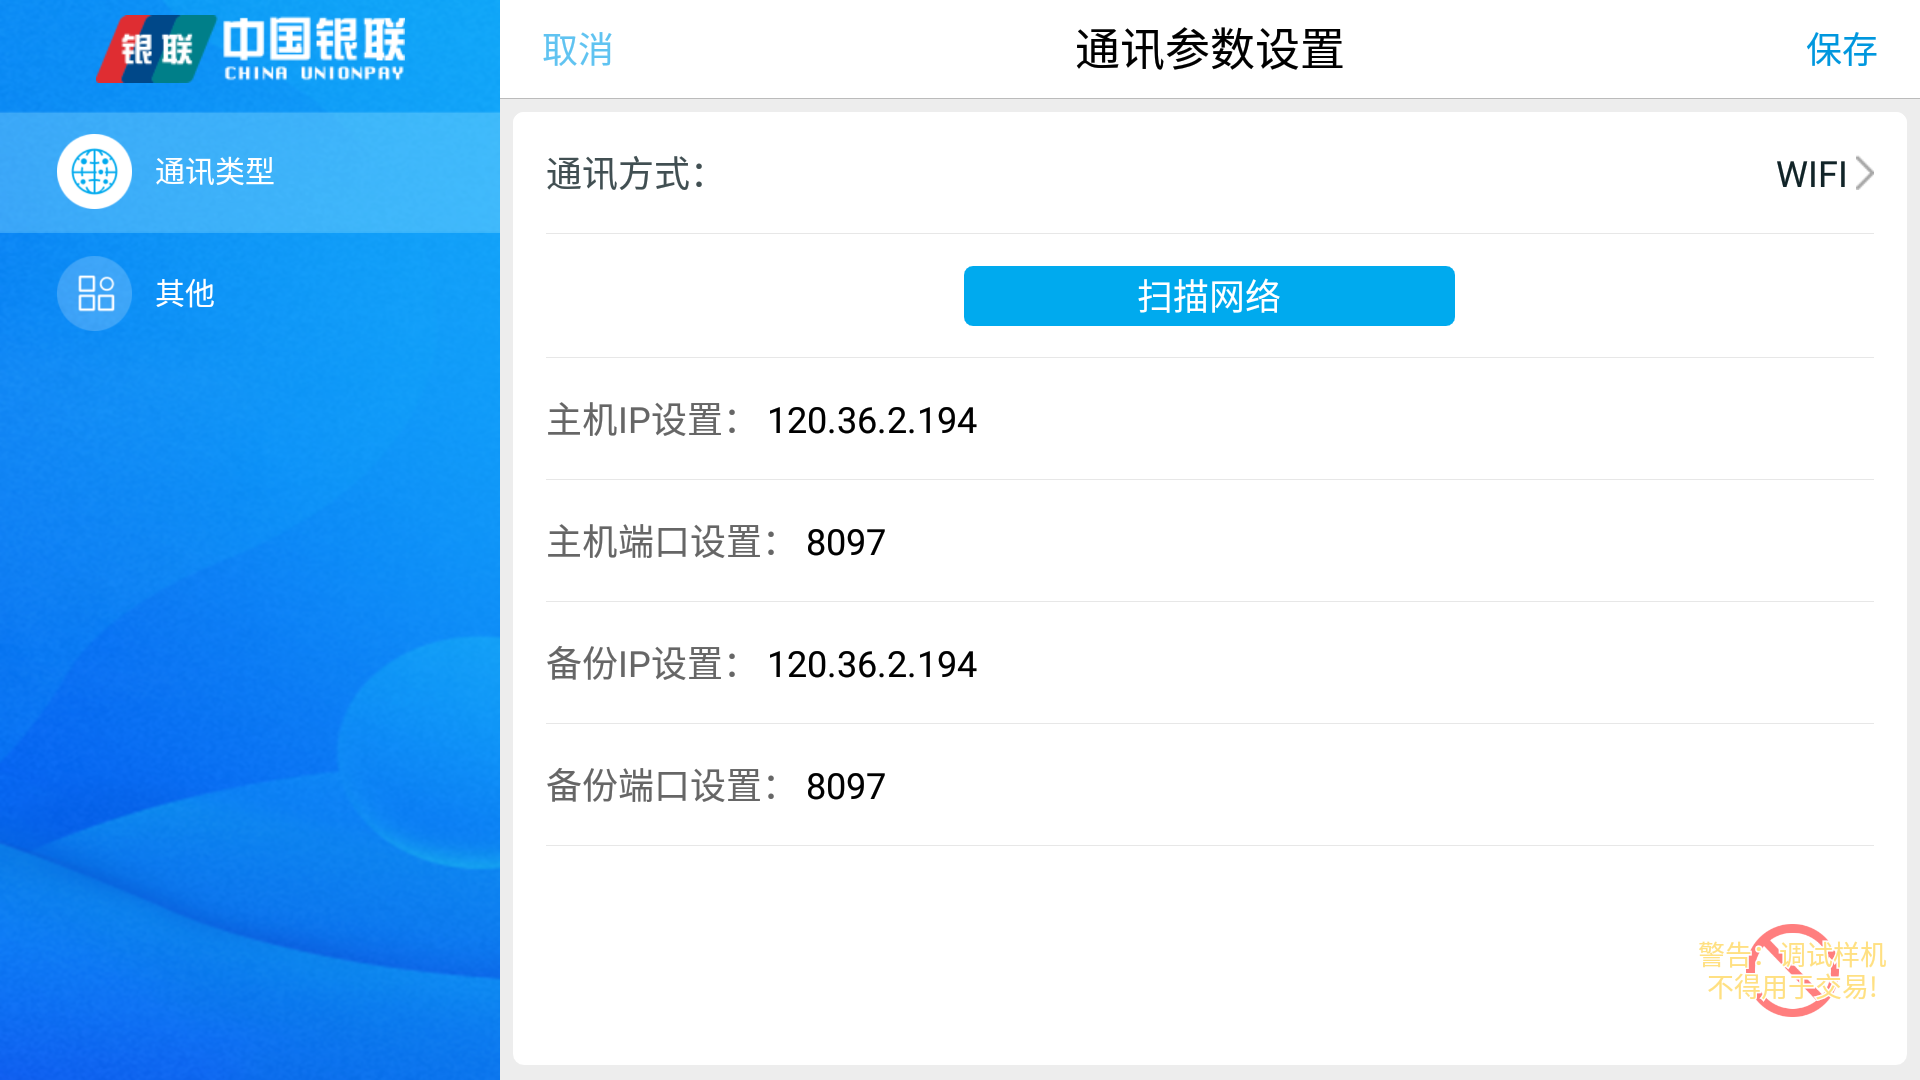 银联 中国银联
CHINA UNIONPAY
通讯类型
其他
取消
通讯参数设置
保存
通讯方式：
WIFI
扫描网络
主机IP设置： 120.36.2.194
主机端口设置： 8097
备份IP设置： 120.36.2.194
备份端口设置： 8097
警告：调试样机
不得用于交易!